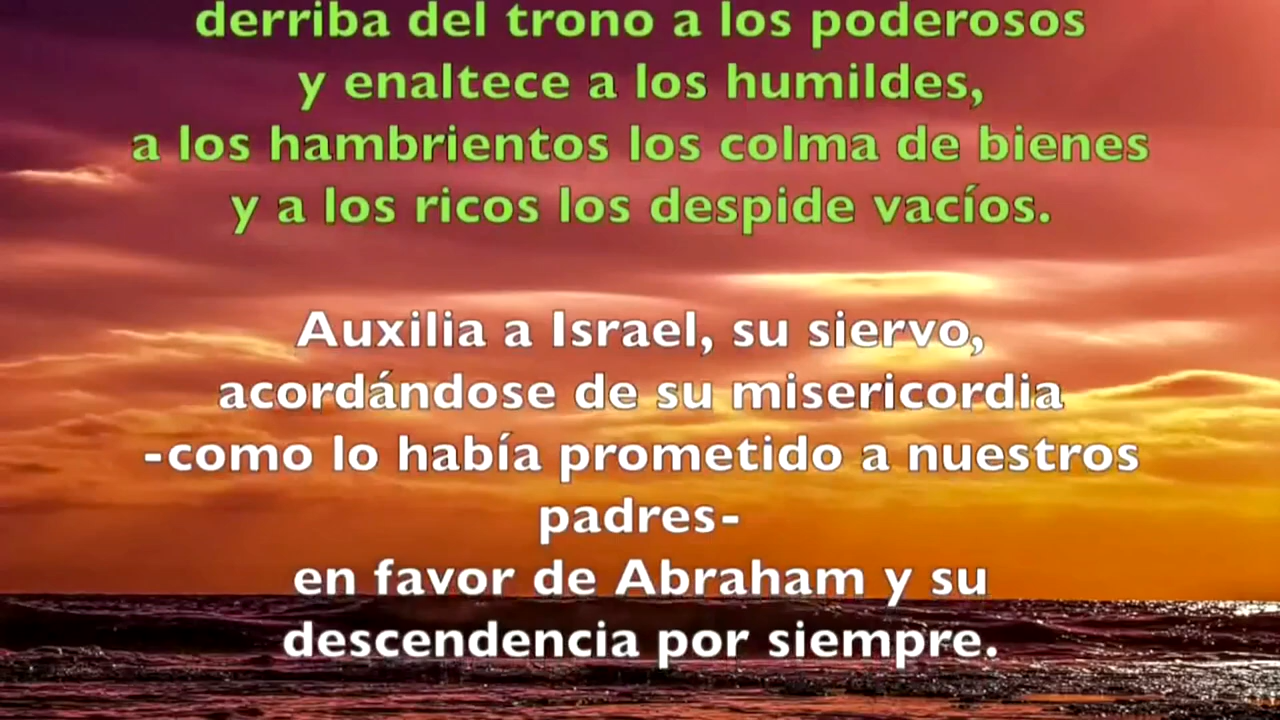 derriba del trono a los poderosos
y enaltece a los humildes,
a los hambrientos los colma de bienes
y a los ricos los despide vacíos.
Auxilia a Israel, su siervo,
acordándose de su misericordia
-como lo había prometido a nuestros
padres-
en favor de Abraham y su
descendencia por siempre.